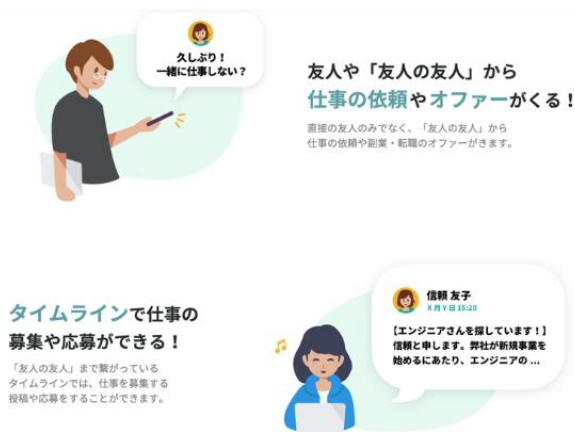 久しぶり！
一緒に仕事しない？
友人や「友人の友人」から
仕事の依頼やオファーがくる！
直接の友人のみでなく、「友人の友人」から
仕事の依頼や副業・転職のオファーがきます。
タイムラインで仕事の
募集や応募ができる！
「友人の友人」まで繋がっている
タイムラインでは、仕事を募集する
投稿や応募をすることができます。
信頼 友子
X 月 Y 日 15:20
【エンジニアさんを探しています！】
信頼と申します。弊社が新規事業を
始めるにあたり、エンジニアの ...